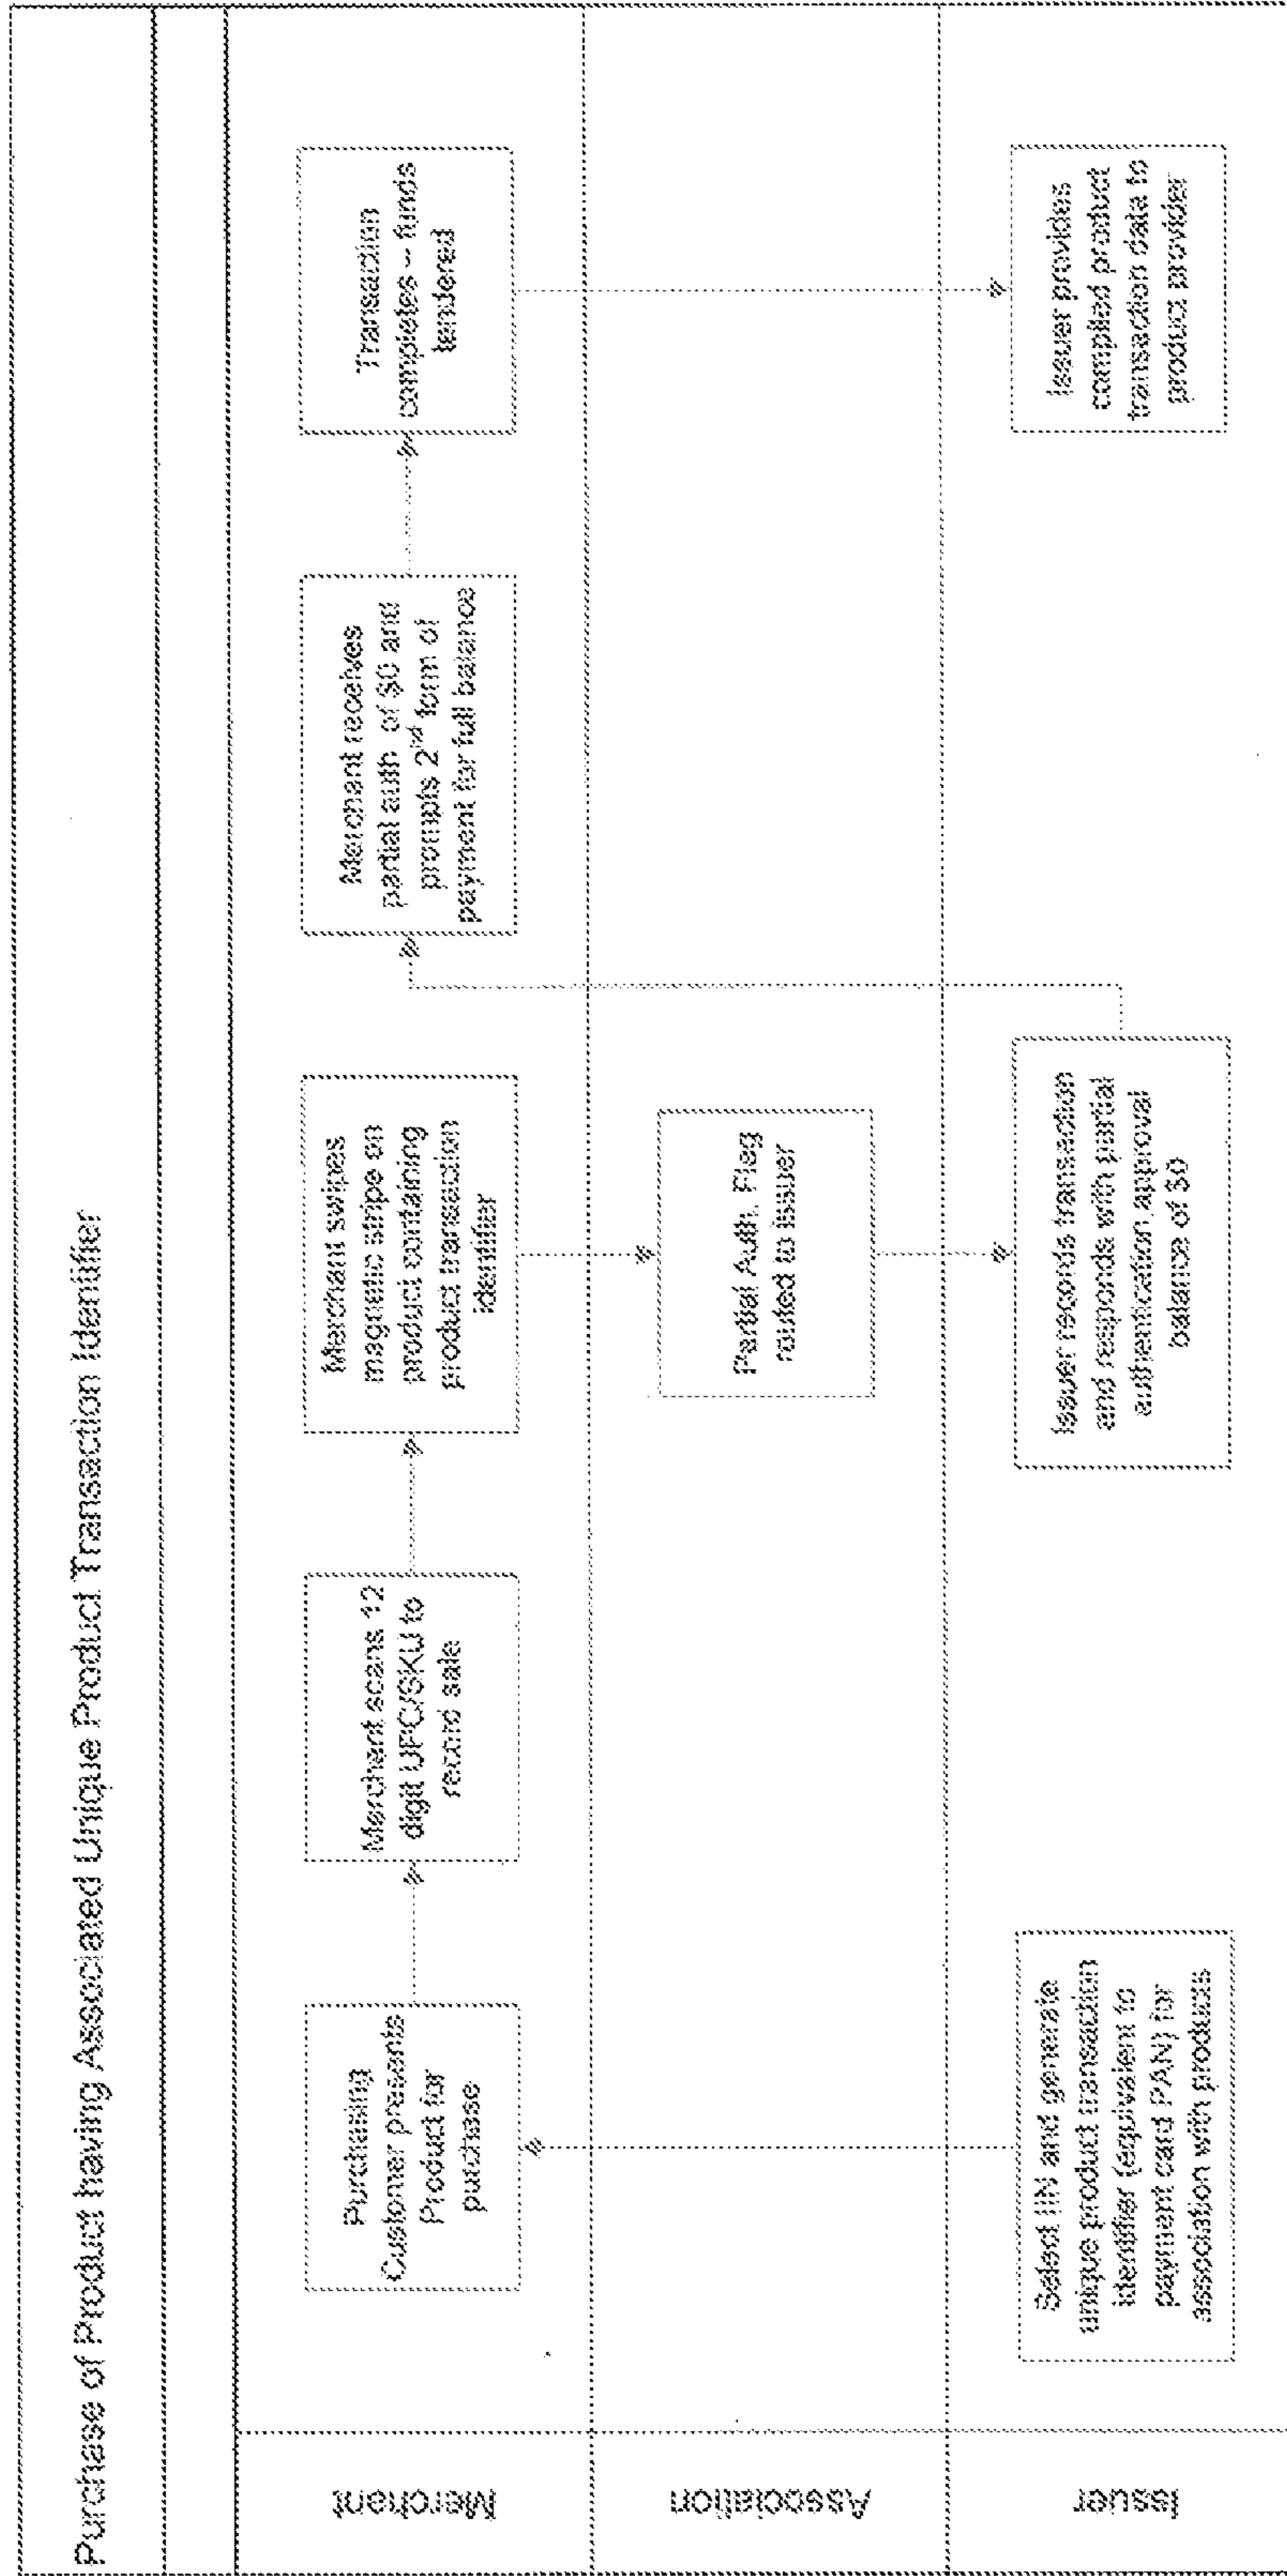 Purchase of Product having Associated Unique Product Transaction Identifier
Merchant
Purchasing
Customer presents
Product for
purchase
Merchant scans 12
digit UPC/SKU to
record sale
Merchant swipes
magnetic stripe on
product containing
product transaction
identifier
Merchant receives
partial auth. of $0 and
prompts 2nd form of
payment for full balance
Transaction
completes – funds
tendered
Association
Partial Auth. Flag
routed to issuer
Issuer
Select IIN and generate
unique product transaction
identifier (equivalent to
payment card PAN) for
association with products
Issuer records transaction
and responds with partial
authentication approval
balance of $0
Issuer provides
compiled product
transaction data to
product provider